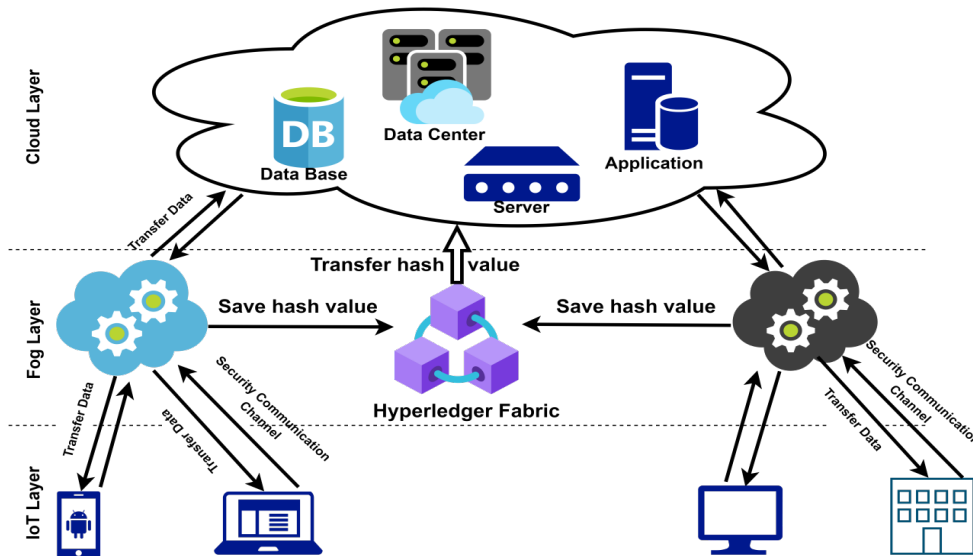 Cloud Layer
Data Center
DB
Data Base
Application
Server
Transfer Data
Transfer hash value
Fog Layer
Save hash value
Save hash value
Hyperledger Fabric
Transfer Data
Transfer Data
Security Communication
Channel
Security Communication
Channel
Transfer Data
IoT Layer